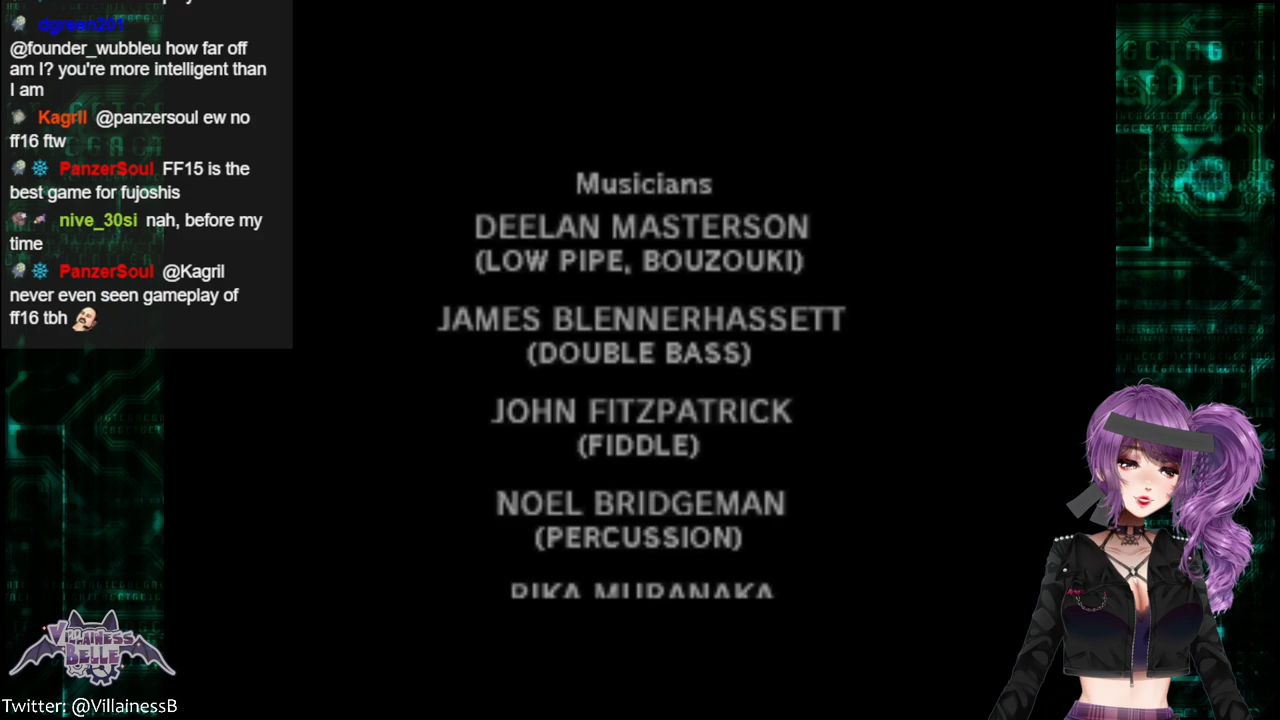 dgreen201
@founder_wubbleu how far off
am I? you're more intelligent than
I am
Kagril @panzersoul ew no
ff16 ftw
PanzerSoul FF15 is the
best game for fujoshis
nive_30si nah, before my
time
PanzerSoul @Kagril
never even seen gameplay of
ff16 tbh
Musicians
DEELAN MASTERSON
(LOW PIPE, BOUZOUKI)
JAMES BLENNERHASSETT
(DOUBLE BASS)
JOHN FITZPATRICK
(FIDDLE)
NOEL BRIDGEMAN
(PERCUSSION)
RIKA MURANAKA
VILLAINESS
BELLE
Twitter: @VillainessB